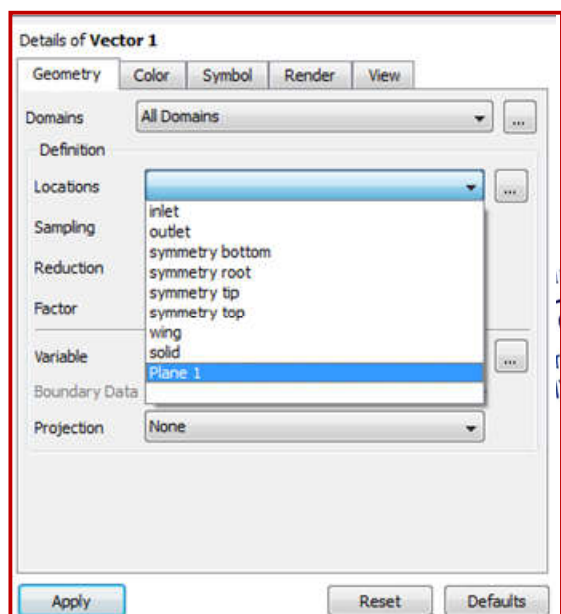 Details of Vector 1
Geometry Color Symbol Render View
Domains All Domains ...
Definition
Locations ...
inlet
outlet
Sampling
symmetry bottom
symmetry root
Reduction
symmetry tip
symmetry top
Factor
wing
solid
Variable ...
Plane 1
Boundary Data
Projection None
Apply Reset Defaults